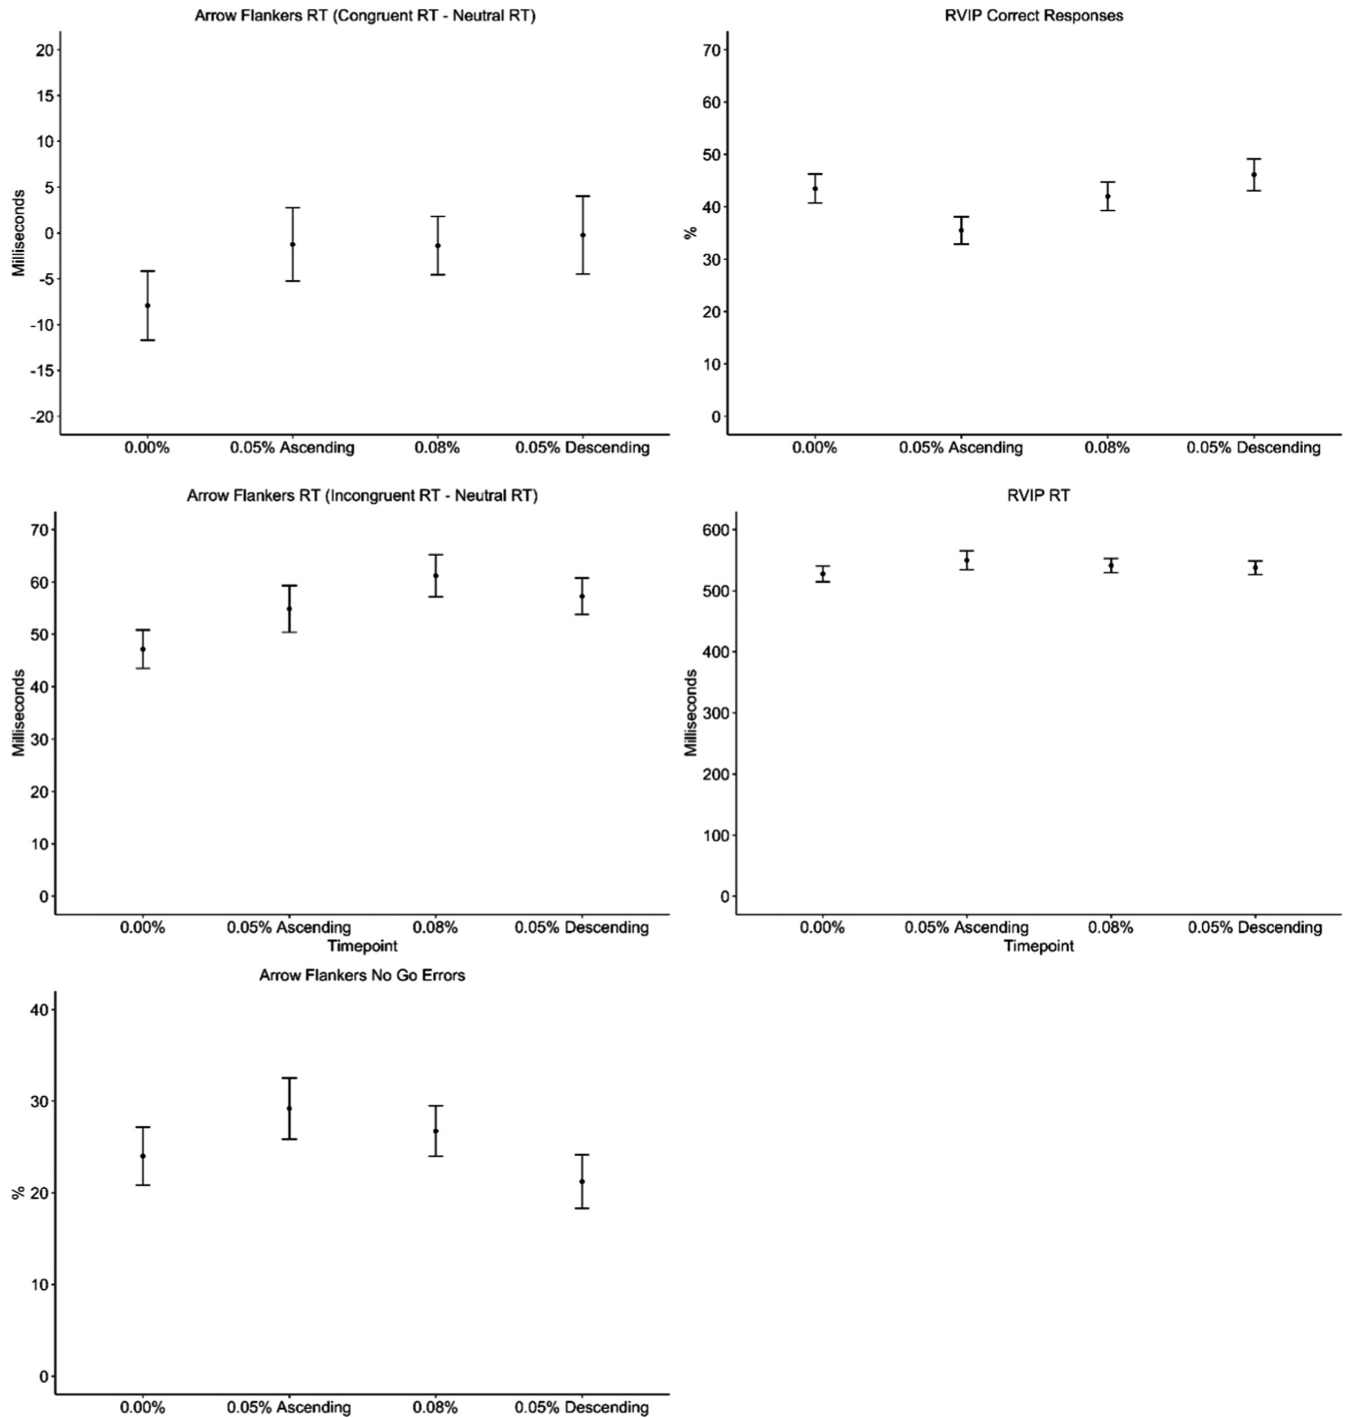 Arrow Flankers RT (Congruent RT - Neutral RT)
20
15
10
5
0
-5
-10
-15
-20
Milliseconds
0.00% 0.05% Ascending 0.08% 0.05% Descending
RVIP Correct Responses
70
60
50
40
30
20
10
0
%
0.00% 0.05% Ascending 0.08% 0.05% Descending
Arrow Flankers RT (Incongruent RT - Neutral RT)
70
60
50
40
30
20
10
0
Milliseconds
0.00% 0.05% Ascending 0.08% 0.05% Descending
Timepoint
RVIP RT
600
500
400
300
200
100
0
Milliseconds
0.00% 0.05% Ascending 0.08% 0.05% Descending
Timepoint
Arrow Flankers No Go Errors
40
30
20
10
0
%
0.00% 0.05% Ascending 0.08% 0.05% Descending